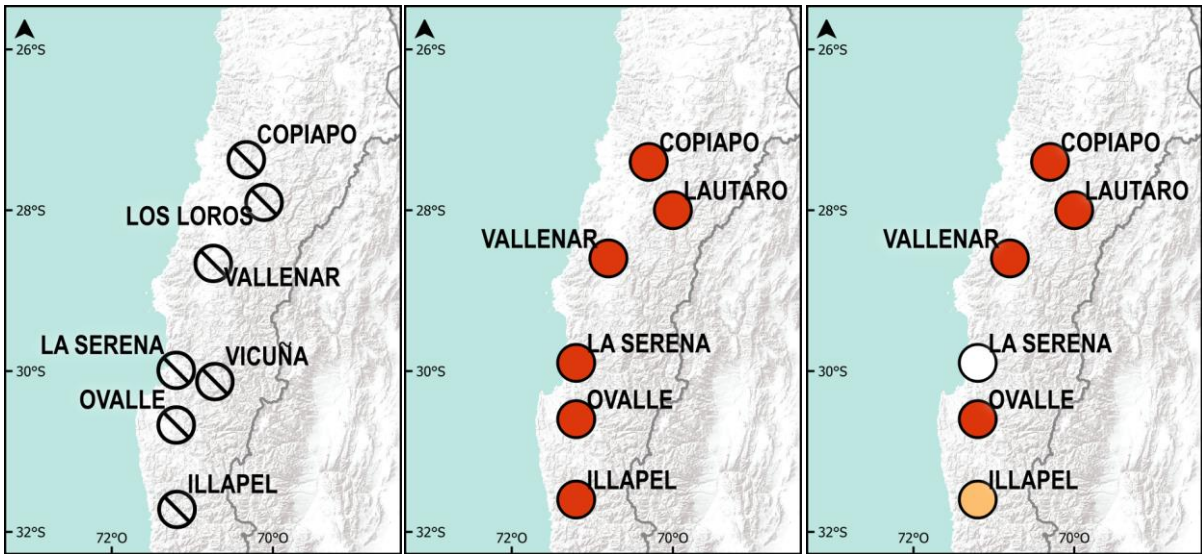 26°S
COPIAPO
28°S
LOS LOROS
VALLENAR
LA SERENA
VICUÑA
30°S
OVALLE
ILLAPEL
32°S
72°O
70°O
26°S
COPIAPO
LAUTARO
28°S
VALLENAR
LA SERENA
30°S
OVALLE
ILLAPEL
32°S
72°O
70°O
26°S
COPIAPO
LAUTARO
28°S
VALLENAR
LA SERENA
30°S
OVALLE
ILLAPEL
32°S
72°O
70°O